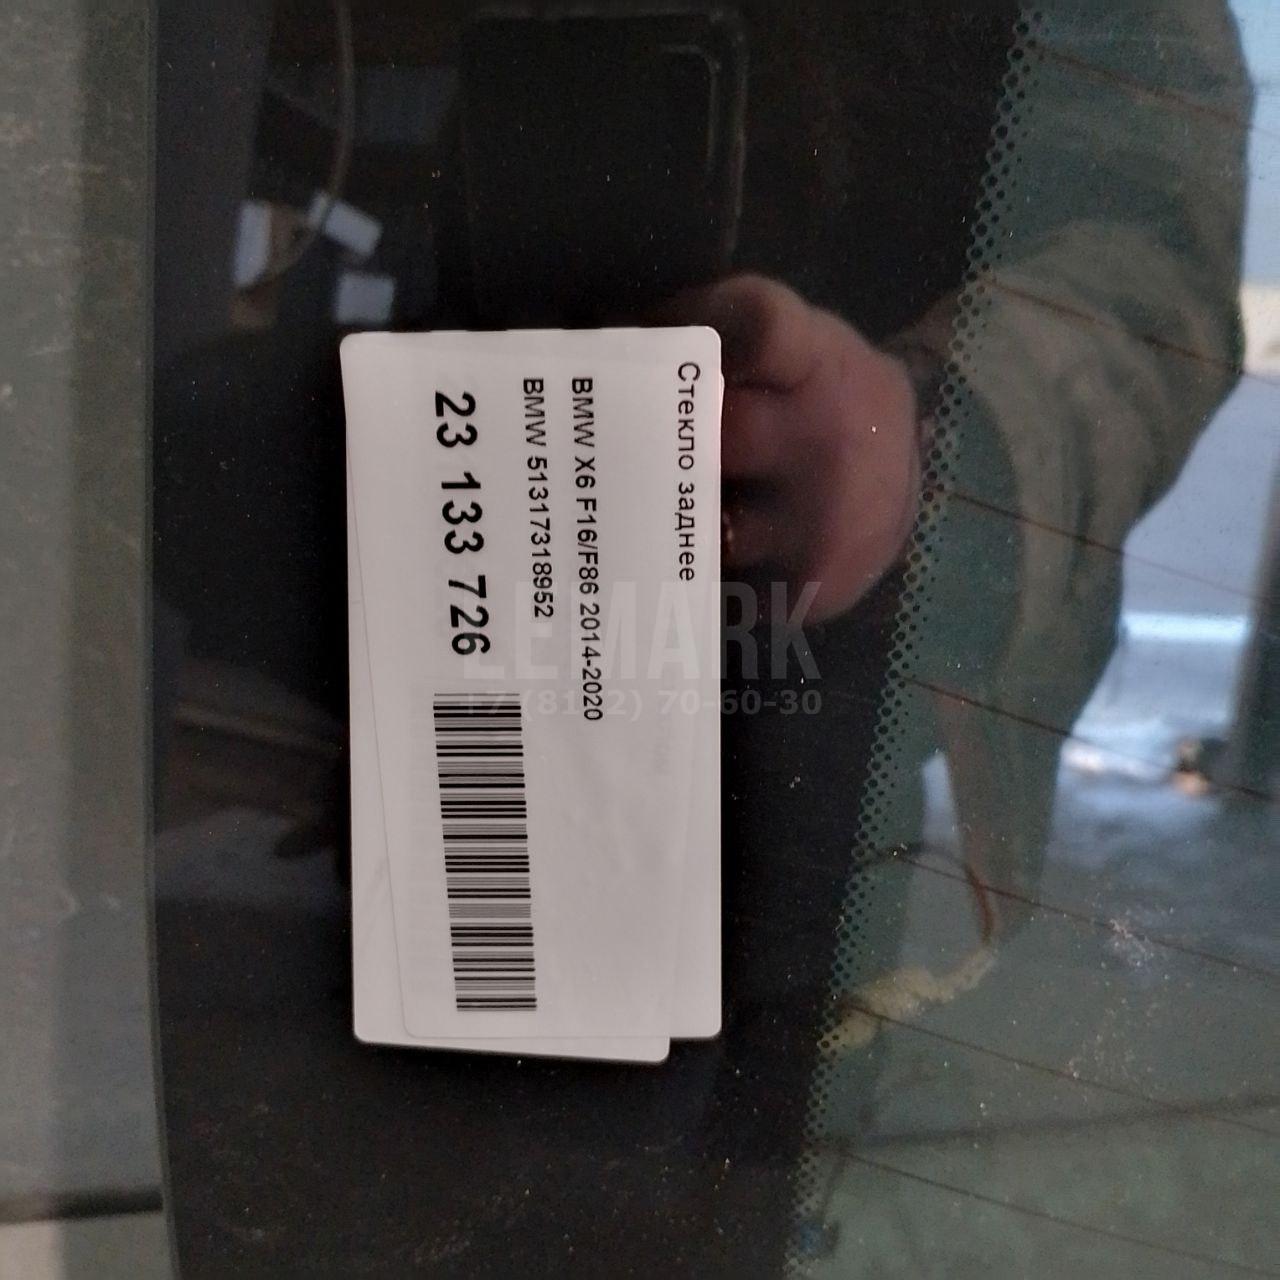 Стекло заднее
BMW X6 F16/F86 2014-2020
BMW 51317318952
23 133 726
LEMARK
70-60-30